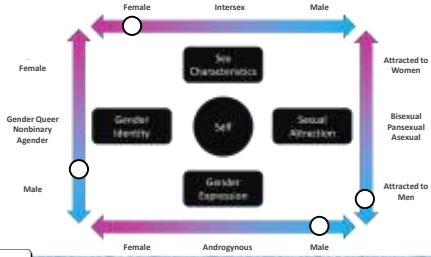 Female Intersex Male
Sex
Characteristics
Female
Attracted to
Women
Gender Queer
Nonbinary
Agender
Gender
Identity
Self
Sexual
Attraction
Bisexual
Pansexual
Asexual
Male
Gender
Expression
Attracted to
Men
Female Androgynous Male